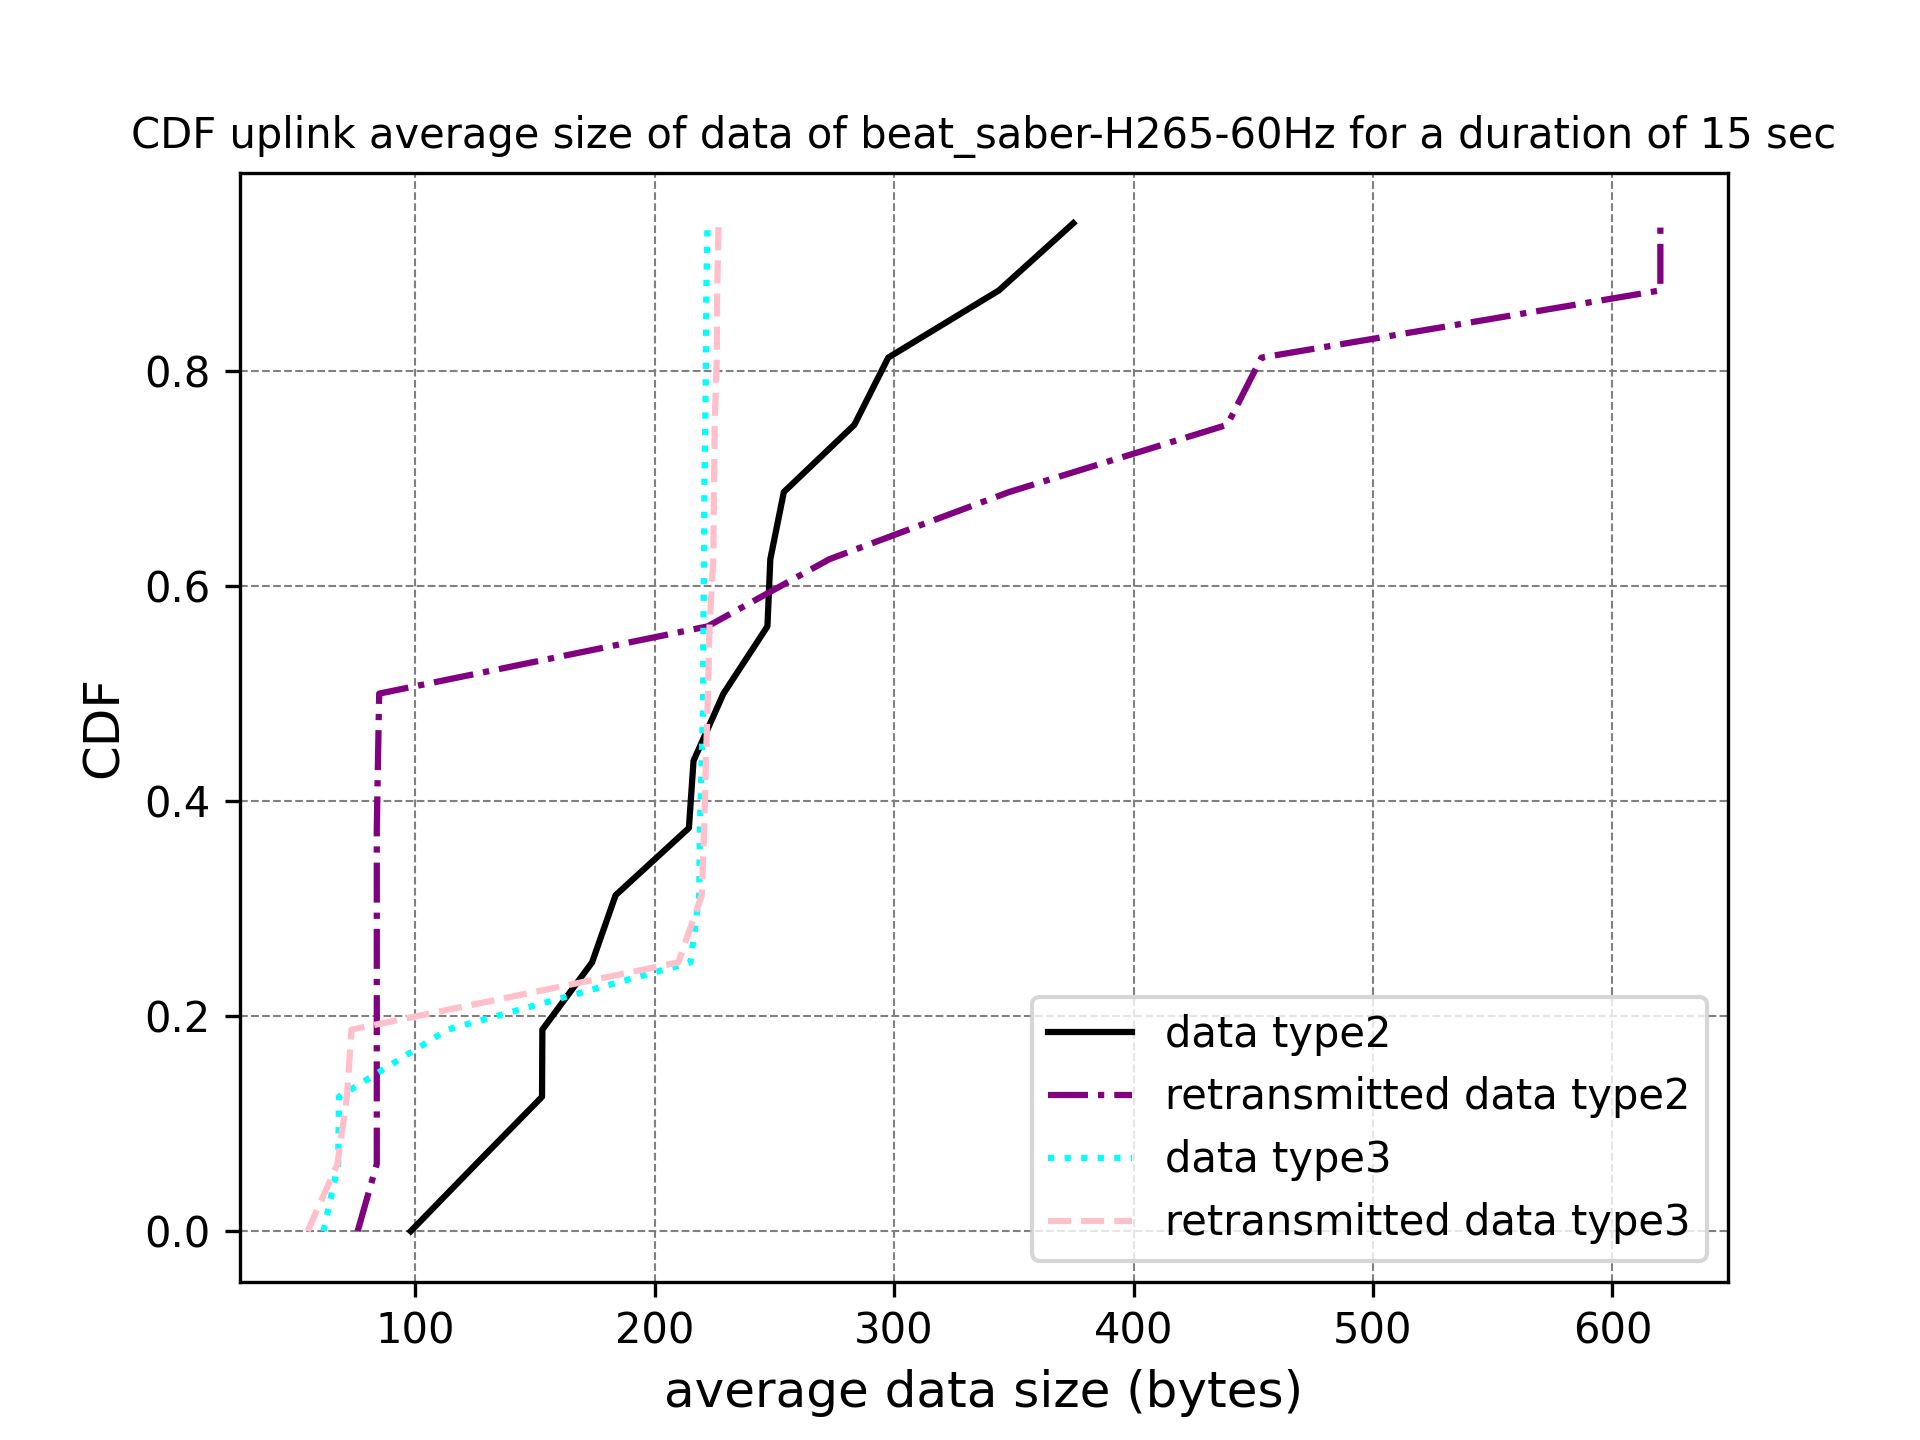 CDF uplink average size of data of beat_saber-H265-60Hz for a duration of 15 sec
CDF
0.8
0.6
0.4
0.2
0.0
data type2
retransmitted data type2
data type3
retransmitted data type3
100 200 300 400 500 600
average data size (bytes)